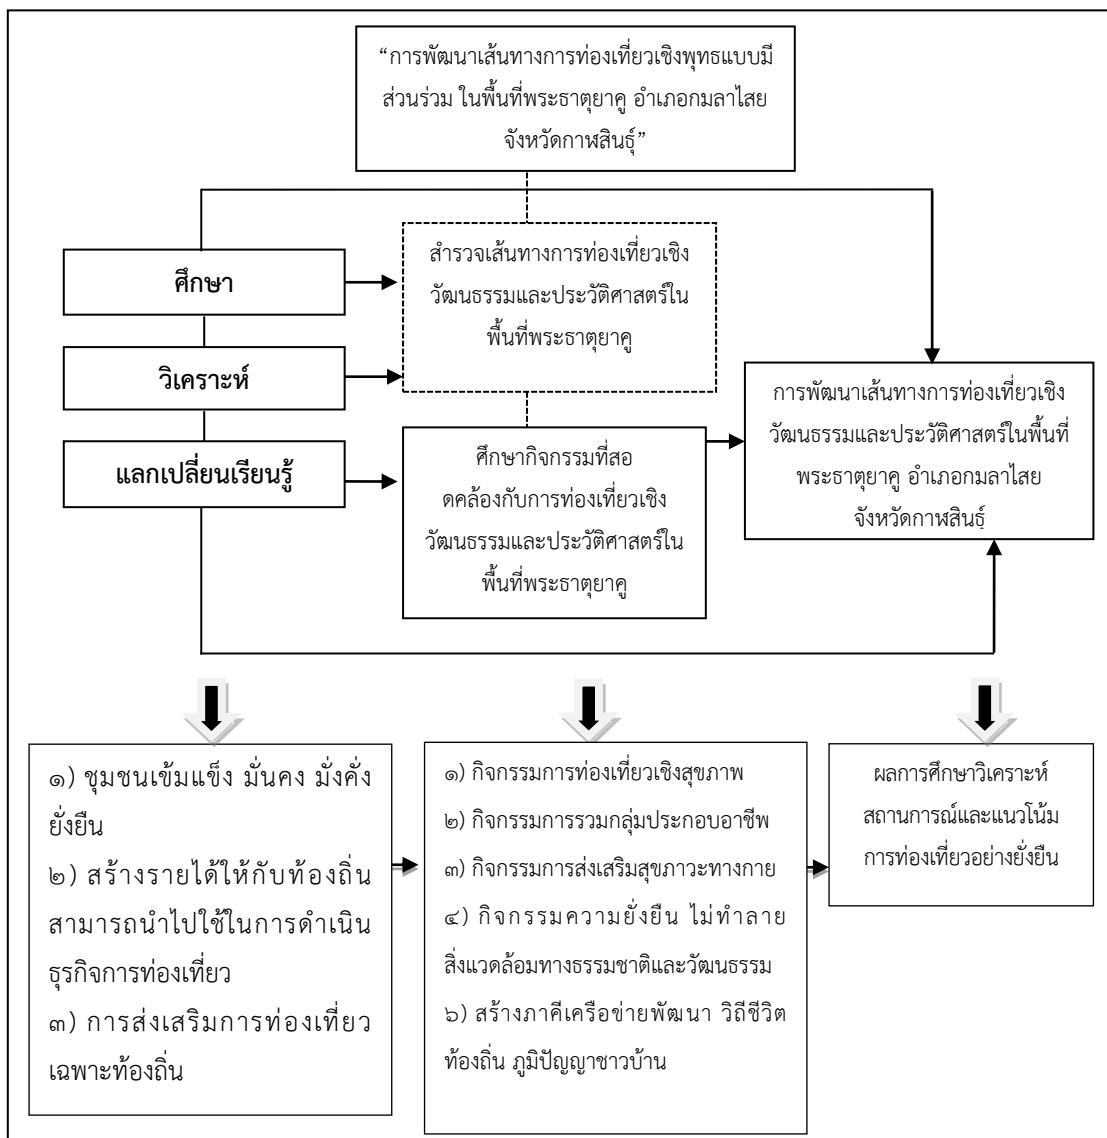 “การพัฒนาเส้นทางการท่องเที่ยวเชิงพุทธแบบมี
ส่วนร่วม ในพื้นที่พระธาตุยาคู อำเภอกมลาไสย
จังหวัดกาฬสินธุ์”
ศึกษา
วิเคราะห์
แลกเปลี่ยนเรียนรู้
สำรวจเส้นทางการท่องเที่ยวเชิง
วัฒนธรรมและประวัติศาสตร์ใน
พื้นที่พระธาตุยาคู
ศึกษากิจกรรมที่สอ
ดคล้องกับการท่องเที่ยวเชิง
วัฒนธรรมและประวัติศาสตร์ใน
พื้นที่พระธาตุยาคู
การพัฒนาเส้นทางการท่องเที่ยวเชิง
วัฒนธรรมและประวัติศาสตร์ในพื้นที่
พระธาตุยาคู อำเภอกมลาไสย
จังหวัดกาฬสินธุ์
๑) ชุมชนเข้มแข็ง มั่นคง มั่งคั่ง
ยั่งยืน
๒) สร้างรายได้ให้กับท้องถิ่น
สามารถนำไปใช้ในการดำเนิน
ธุรกิจการท่องเที่ยว
๓) การส่งเสริมการท่องเที่ยว
เฉพาะท้องถิ่น
๑) กิจกรรมการท่องเที่ยวเชิงสุขภาพ
๒) กิจกรรมการรวมกลุ่มประกอบอาชีพ
๓) กิจกรรมการส่งเสริมสุขภาวะทางกาย
๔) กิจกรรมความยั่งยืน ไม่ทำลาย
สิ่งแวดล้อมทางธรรมชาติและวัฒนธรรม
๖) สร้างภาคีเครือข่ายพัฒนา วิถีชีวิต
ท้องถิ่น ภูมิปัญญาชาวบ้าน
ผลการศึกษาวิเคราะห์
สถานการณ์และแนวโน้ม
การท่องเที่ยวอย่างยั่งยืน